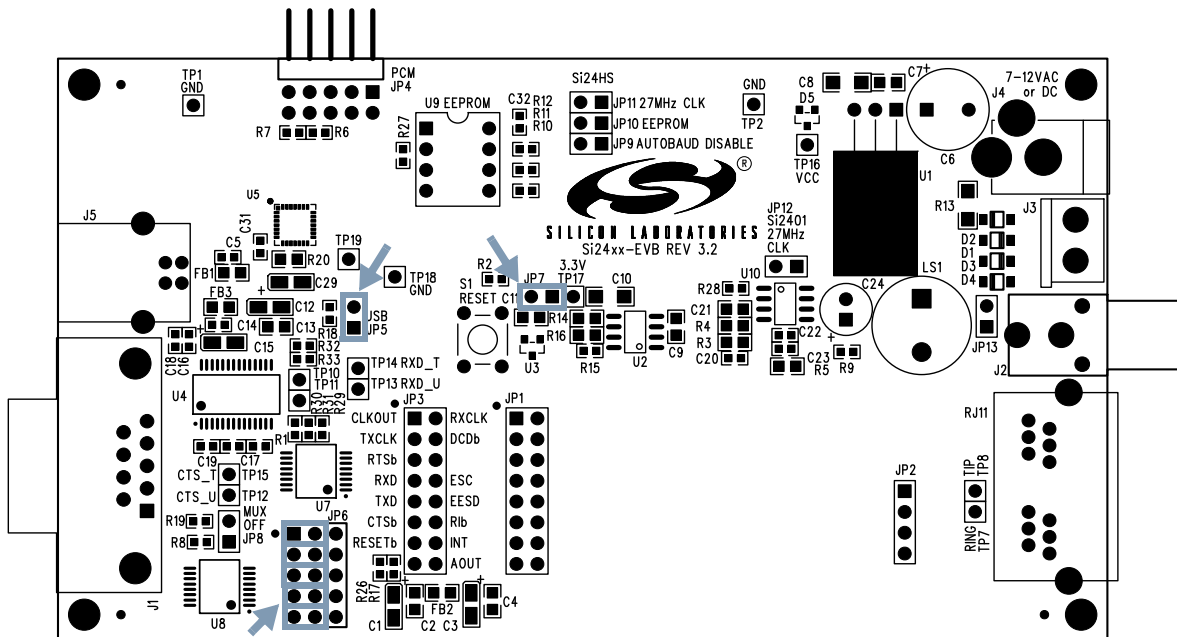 TP1
GND
PCM
JP4
R7
R6
U9 EEPROM
R27
C32
R12
R11
R10
Si24HS
JP11 27MHz CLK
JP10 EEPROM
JP9 AUTOBAUD DISABLE
GND
TP2
C8
D5
TP16
VCC
C7
+
C6
7-12VAC
or DC
J4
U1
R13
J3
D2
D1
D3
D4
SILICON LABORATORIES
®
Si24xx-EVB REV 3.2
JP12
Si2401
27MHz
CLK
J5
U5
C31
C5
FB1
R20
C29
TP19
TP18
GND
FB3
+
C12
C14
C13
+
C15
R18
USB
JP5
R32
R33
C18
C16
S1
RESET
R2
C11
JP7
3.3V
TP17
C10
R14
R16
R15
U3
U2
C9
U10
R28
C21
R4
R3
C20
C22
C23
R5
R9
C24
+
LS1
JP13
J2
U4
TP10
TP11
TP14 RXD_T
TP13 RXD_U
R30
R31
R29
R1
C19
C17
CTS_T
TP15
CTS_U
TP12
U7
R19
R8
MUX
OFF
JP8
U8
J1
JP6
JP3
JP1
CLKOUT
RXCLK
TXCLK
DCDb
RTSb
RXD
ESC
TXD
EESD
CTSb
RIb
RESETb
INT
AOUT
R26
R17
C1
+
C2
FB2
C3
+
C4
JP2
RJ11
TIP
TP8
RING
TP7